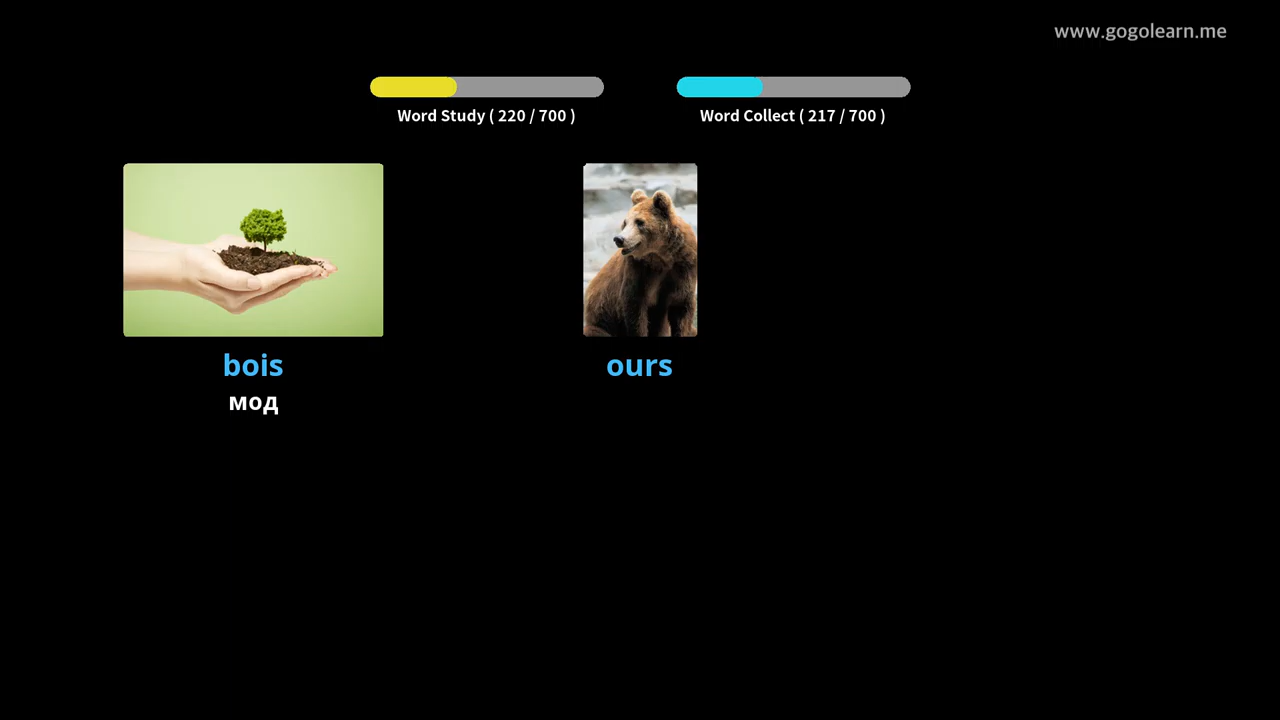 www.gogolearn.me
Word Study ( 220 / 700 )
Word Collect ( 217 / 700 )
bois
ours
мод